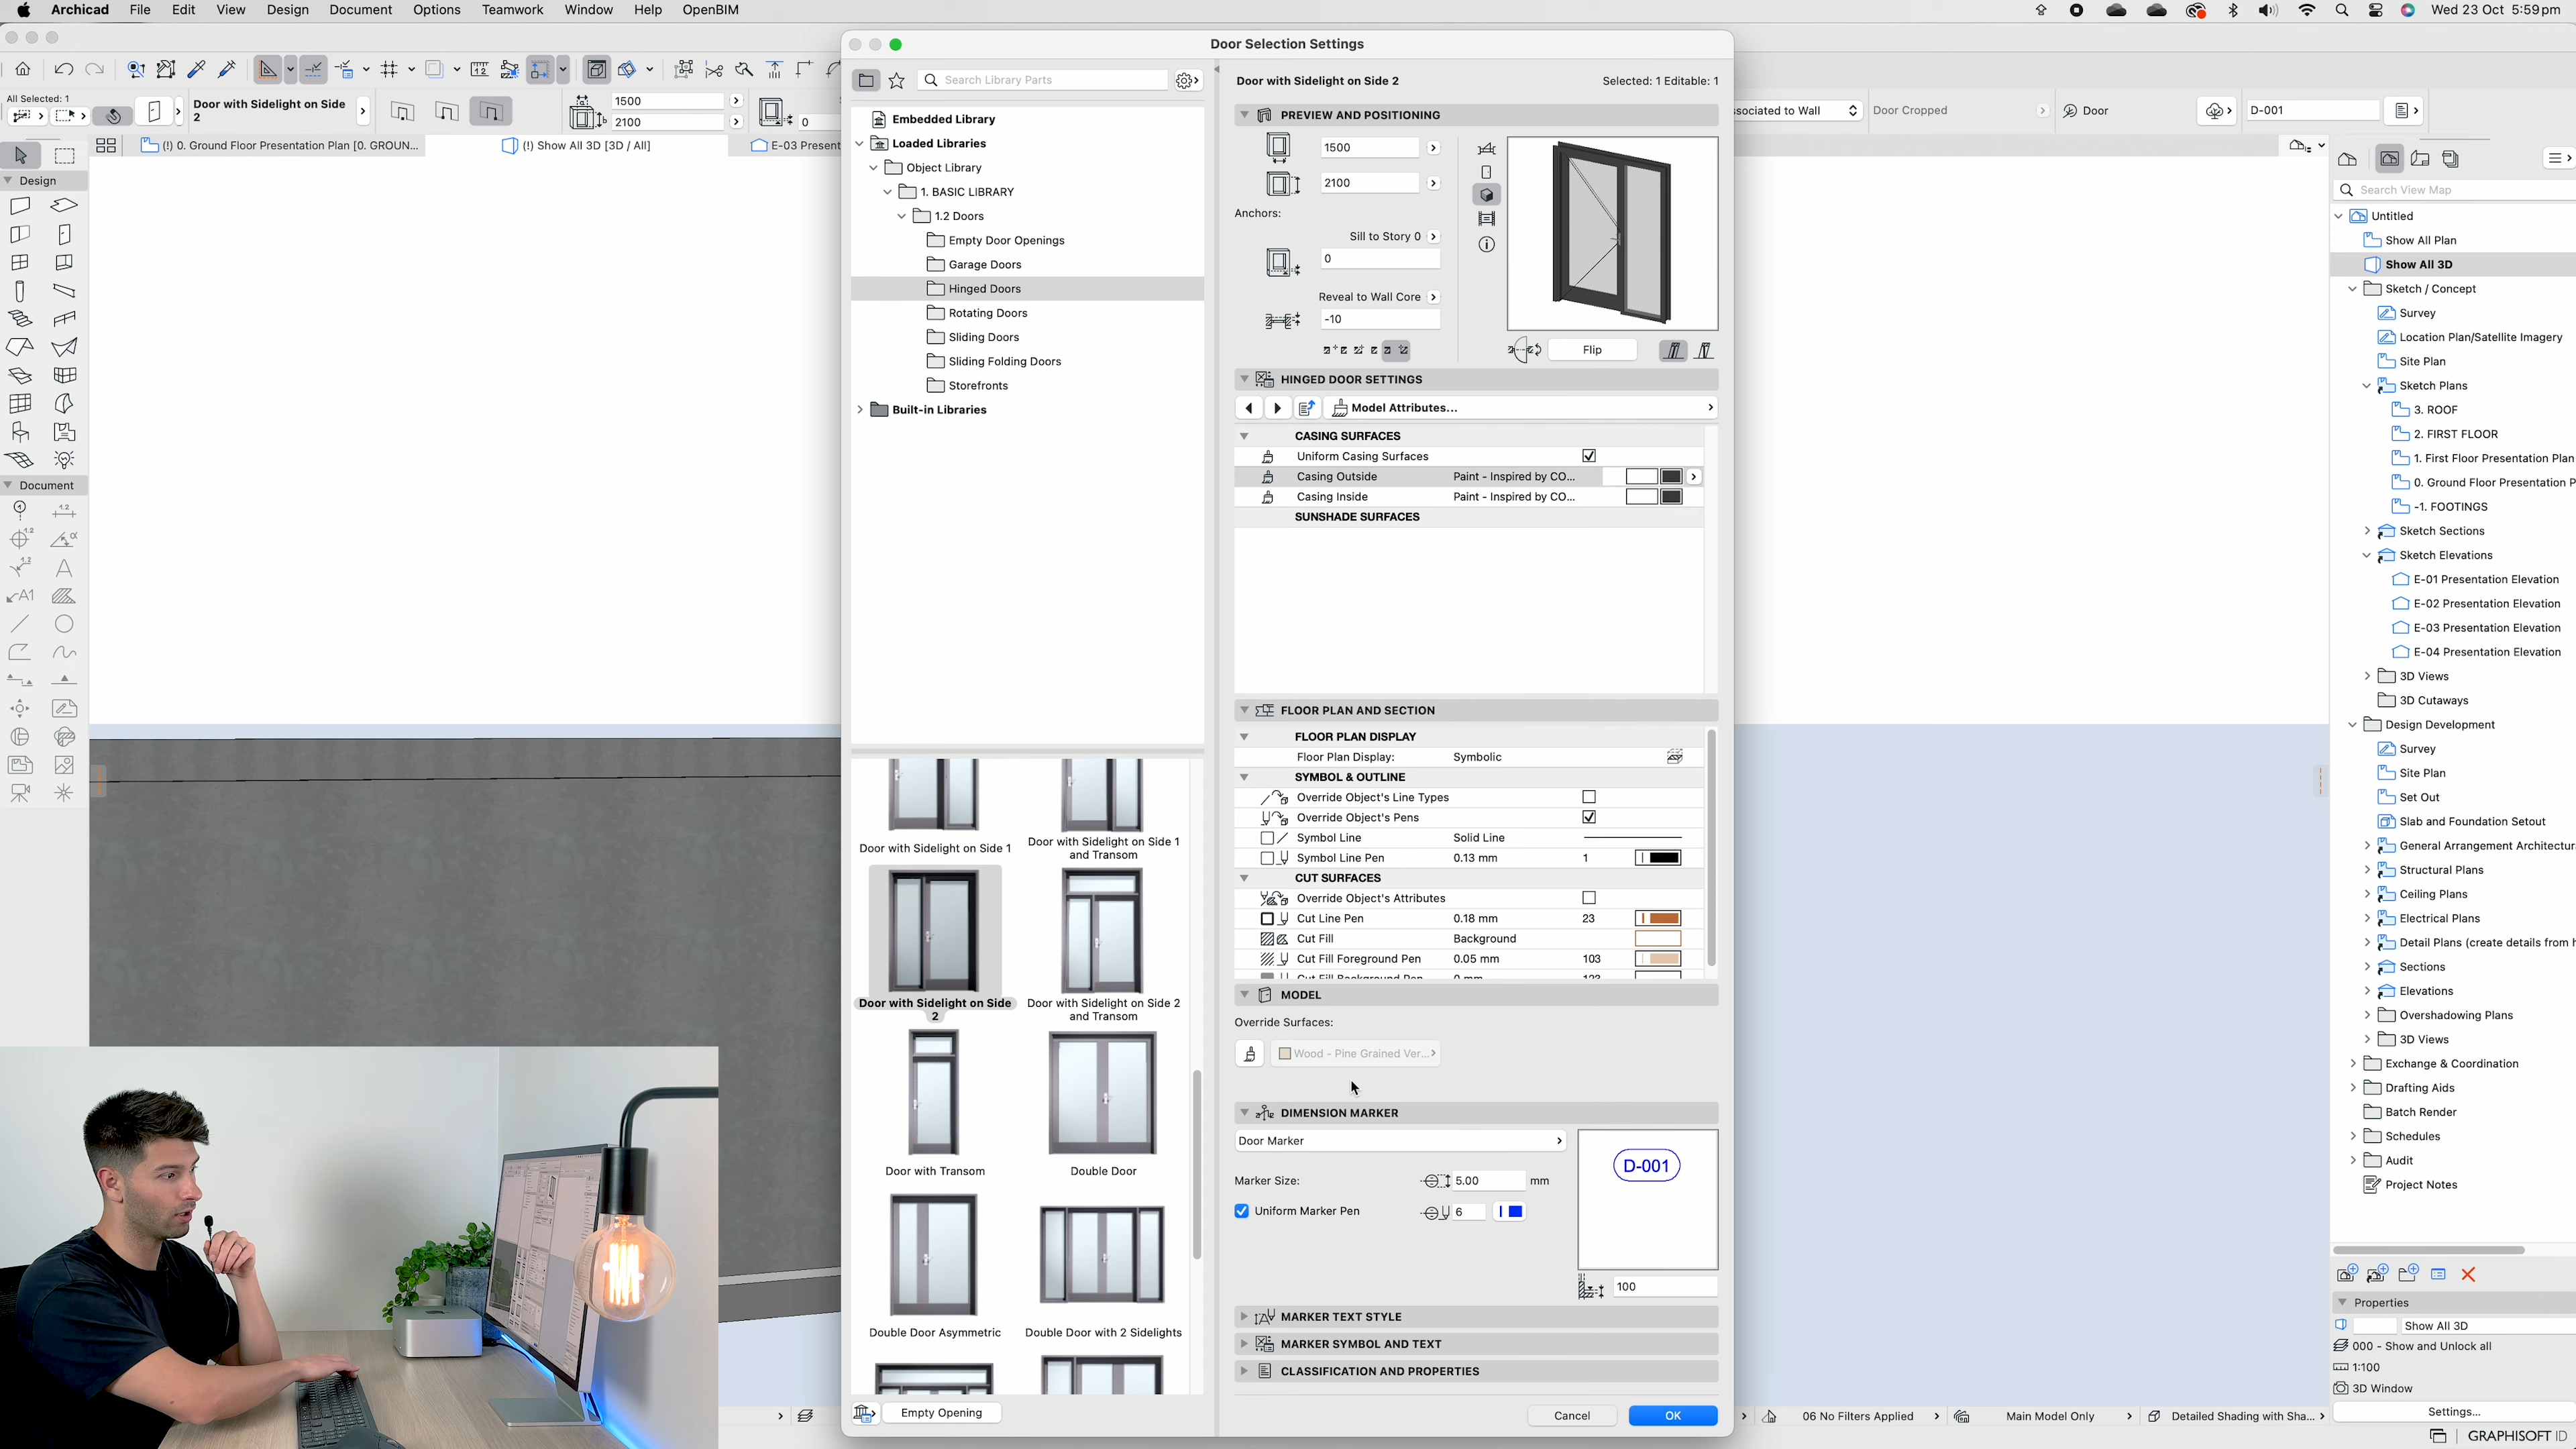 Archicad File Edit View Design Document Options Teamwork Window Help OpenBIM
Wed 23 Oct 5:59 pm
Door Selection Settings
All Selected: 1
Door with Sidelight on Side 2
1500
2100
0
Associated to Wall
Door Cropped
Door
D-001
(!) 0. Ground Floor Presentation Plan [0. GROUN...
(!) Show All 3D [3D / All]
E-03 Present
Design
Document
Search Library Parts
Embedded Library
Loaded Libraries
Object Library
1. BASIC LIBRARY
1.2 Doors
Empty Door Openings
Garage Doors
Hinged Doors
Rotating Doors
Sliding Doors
Sliding Folding Doors
Storefronts
Built-in Libraries
Door with Sidelight on Side 1
Door with Sidelight on Side 1 and Transom
Door with Sidelight on Side 2
Door with Sidelight on Side 2 and Transom
Door with Transom
Double Door
Double Door Asymmetric
Double Door with 2 Sidelights
Empty Opening
Door with Sidelight on Side 2
Selected: 1 Editable: 1
PREVIEW AND POSITIONING
1500
2100
Anchors:
Sill to Story 0
0
Reveal to Wall Core
-10
Flip
HINGED DOOR SETTINGS
Model Attributes...
CASING SURFACES
Uniform Casing Surfaces
Casing Outside Paint - Inspired by CO...
Casing Inside Paint - Inspired by CO...
SUNSHADE SURFACES
FLOOR PLAN AND SECTION
FLOOR PLAN DISPLAY
Floor Plan Display: Symbolic
SYMBOL & OUTLINE
Override Object's Line Types
Override Object's Pens
Symbol Line Solid Line
Symbol Line Pen 0.13 mm 1
CUT SURFACES
Override Object's Attributes
Cut Line Pen 0.18 mm 23
Cut Fill Background
Cut Fill Foreground Pen 0.05 mm 103
Cut Fill Background Pen 0 mm 123
MODEL
Override Surfaces:
Wood - Pine Grained Ver...
DIMENSION MARKER
Door Marker
D-001
Marker Size: 5.00 mm
Uniform Marker Pen 6
100
MARKER TEXT STYLE
MARKER SYMBOL AND TEXT
CLASSIFICATION AND PROPERTIES
Cancel
OK
Search View Map
Untitled
Show All Plan
Show All 3D
Sketch / Concept
Survey
Location Plan/Satellite Imagery
Site Plan
Sketch Plans
3. ROOF
2. FIRST FLOOR
1. First Floor Presentation Plan
0. Ground Floor Presentation P
-1. FOOTINGS
Sketch Sections
Sketch Elevations
E-01 Presentation Elevation
E-02 Presentation Elevation
E-03 Presentation Elevation
E-04 Presentation Elevation
3D Views
3D Cutaways
Design Development
Survey
Site Plan
Set Out
Slab and Foundation Setout
General Arrangement Architectur
Structural Plans
Ceiling Plans
Electrical Plans
Detail Plans (create details from h
Sections
Elevations
Overshadowing Plans
3D Views
Exchange & Coordination
Drafting Aids
Batch Render
Schedules
Audit
Project Notes
Properties
Show All 3D
000 - Show and Unlock all
1:100
3D Window
Settings...
06 No Filters Applied
Main Model Only
Detailed Shading with Sha...
GRAPHISOFT ID